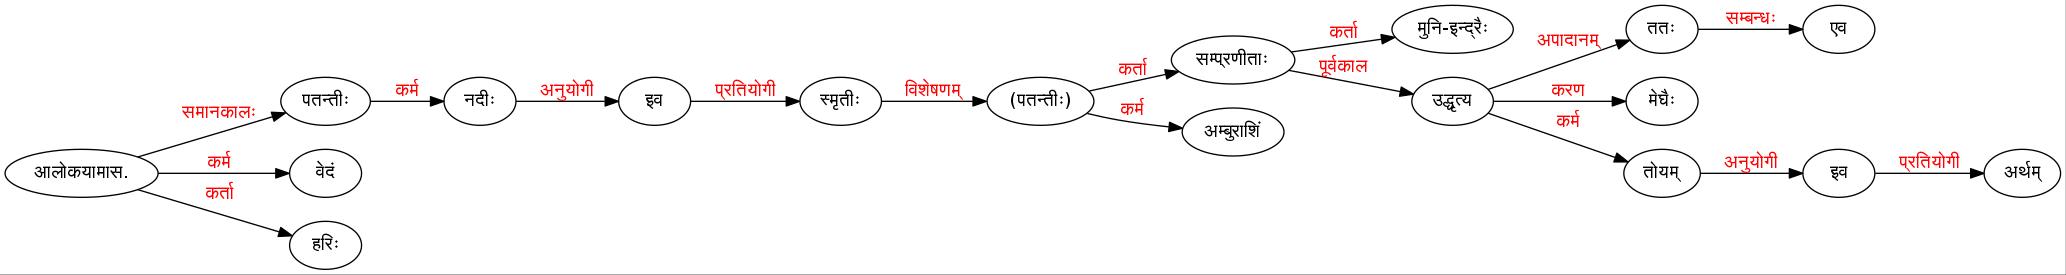 मुनि-इन्द्रैः
ततः
सम्बन्धः
एव
कर्ता
अपादानम्
सम्प्रणीताः
कर्ता
पूर्वकाल
पतन्तीः
कर्म
नदीः
अनुयोगी
इव
प्रतियोगी
स्मृतीः
विशेषणम्
(पतन्तीः)
उद्धृत्य
करण
मेघैः
समानकालः
कर्म
अम्बुराशिं
कर्म
आलोकयामास.
कर्म
वेदं
तोयम्
अनुयोगी
इव
प्रतियोगी
अर्थम्
कर्ता
हरिः